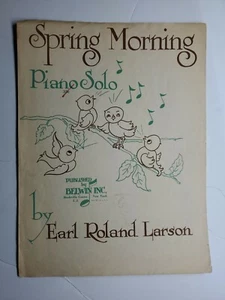 Spring Morning
Piano Solo
PUBLISHED
by
BELWIN INC.
by
Earl Roland Larson